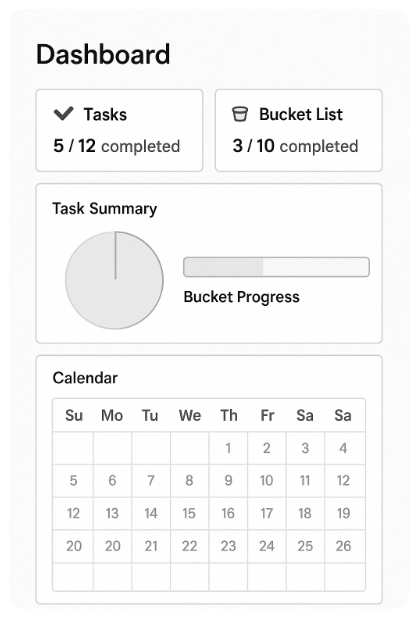 Dashboard
Tasks
5 / 12 completed
Bucket List
3 / 10 completed
Task Summary
Bucket Progress
Calendar
Su Mo Tu We Th Fr Sa Sa
1 2 3 4
5 6 7 8 9 10 11 12
12 13 14 15 16 17 18 19
20 20 21 22 23 24 25 26